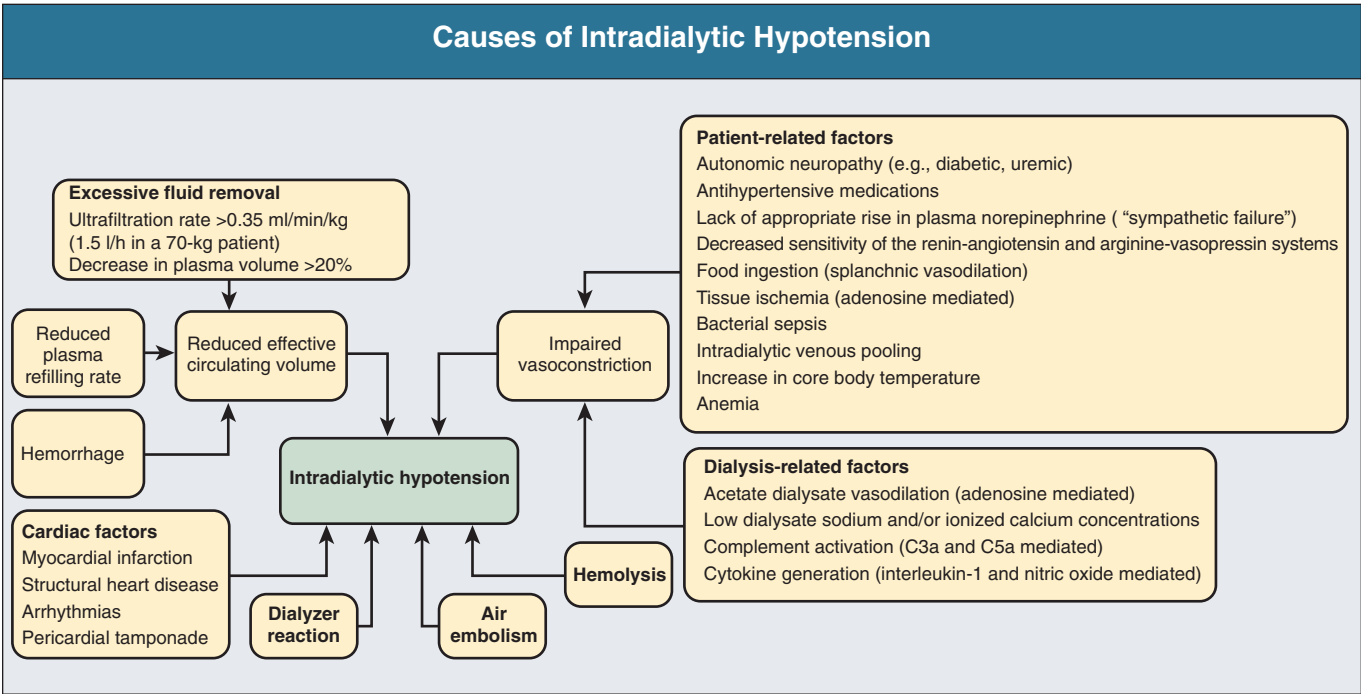 Causes of Intradialytic Hypotension
Excessive fluid removal
Ultrafiltration rate >0.35 ml/min/kg
(1.5 l/h in a 70-kg patient)
Decrease in plasma volume >20%
Reduced
plasma
refilling rate
Reduced effective
circulating volume
Hemorrhage
Cardiac factors
Myocardial infarction
Structural heart disease
Arrhythmias
Pericardial tamponade
Intradialytic hypotension
Dialyzer
reaction
Air
embolism
Hemolysis
Impaired
vasoconstriction
Patient-related factors
Autonomic neuropathy (e.g., diabetic, uremic)
Antihypertensive medications
Lack of appropriate rise in plasma norepinephrine ( “sympathetic failure”)
Decreased sensitivity of the renin-angiotensin and arginine-vasopressin systems
Food ingestion (splanchnic vasodilation)
Tissue ischemia (adenosine mediated)
Bacterial sepsis
Intradialytic venous pooling
Increase in core body temperature
Anemia
Dialysis-related factors
Acetate dialysate vasodilation (adenosine mediated)
Low dialysate sodium and/or ionized calcium concentrations
Complement activation (C3a and C5a mediated)
Cytokine generation (interleukin-1 and nitric oxide mediated)